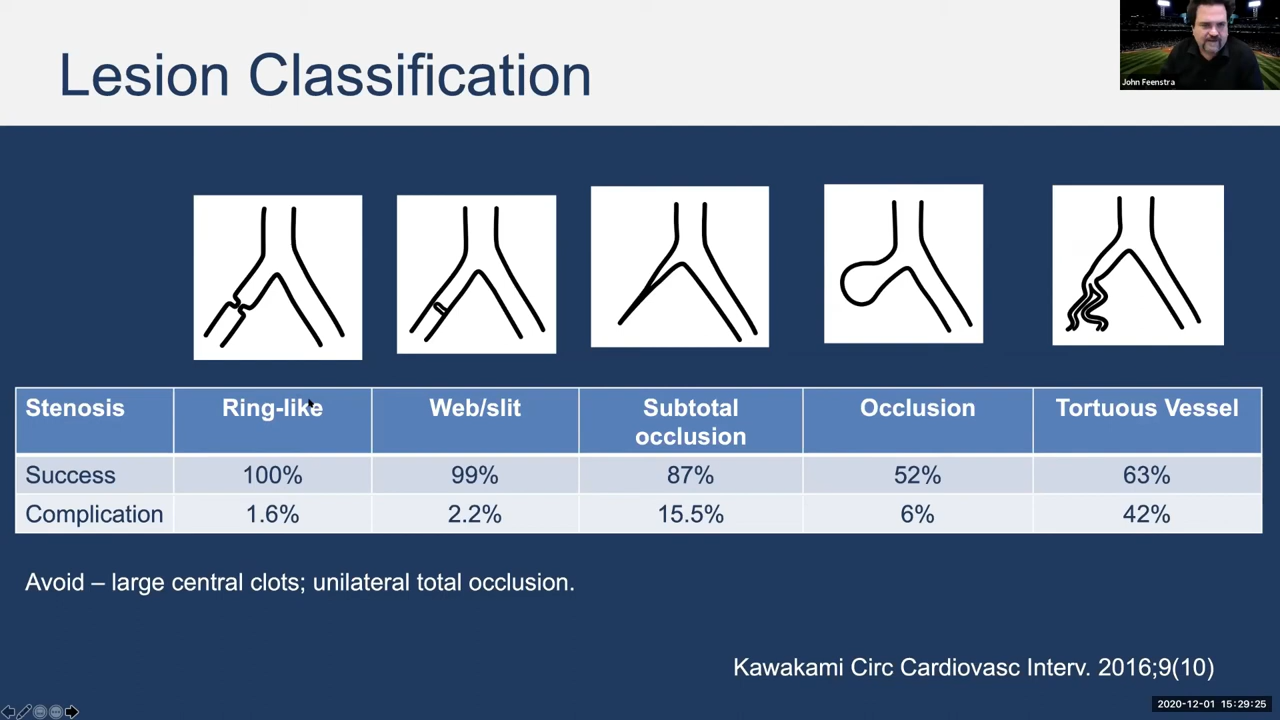 Lesion Classification
John Feenstra
Stenosis Ring-like Web/slit Subtotal occlusion Occlusion Tortuous Vessel
Success 100% 99% 87% 52% 63%
Complication 1.6% 2.2% 15.5% 6% 42%
Avoid – large central clots; unilateral total occlusion.
Kawakami Circ Cardiovasc Interv. 2016;9(10)
2020-12-01 15:29:25